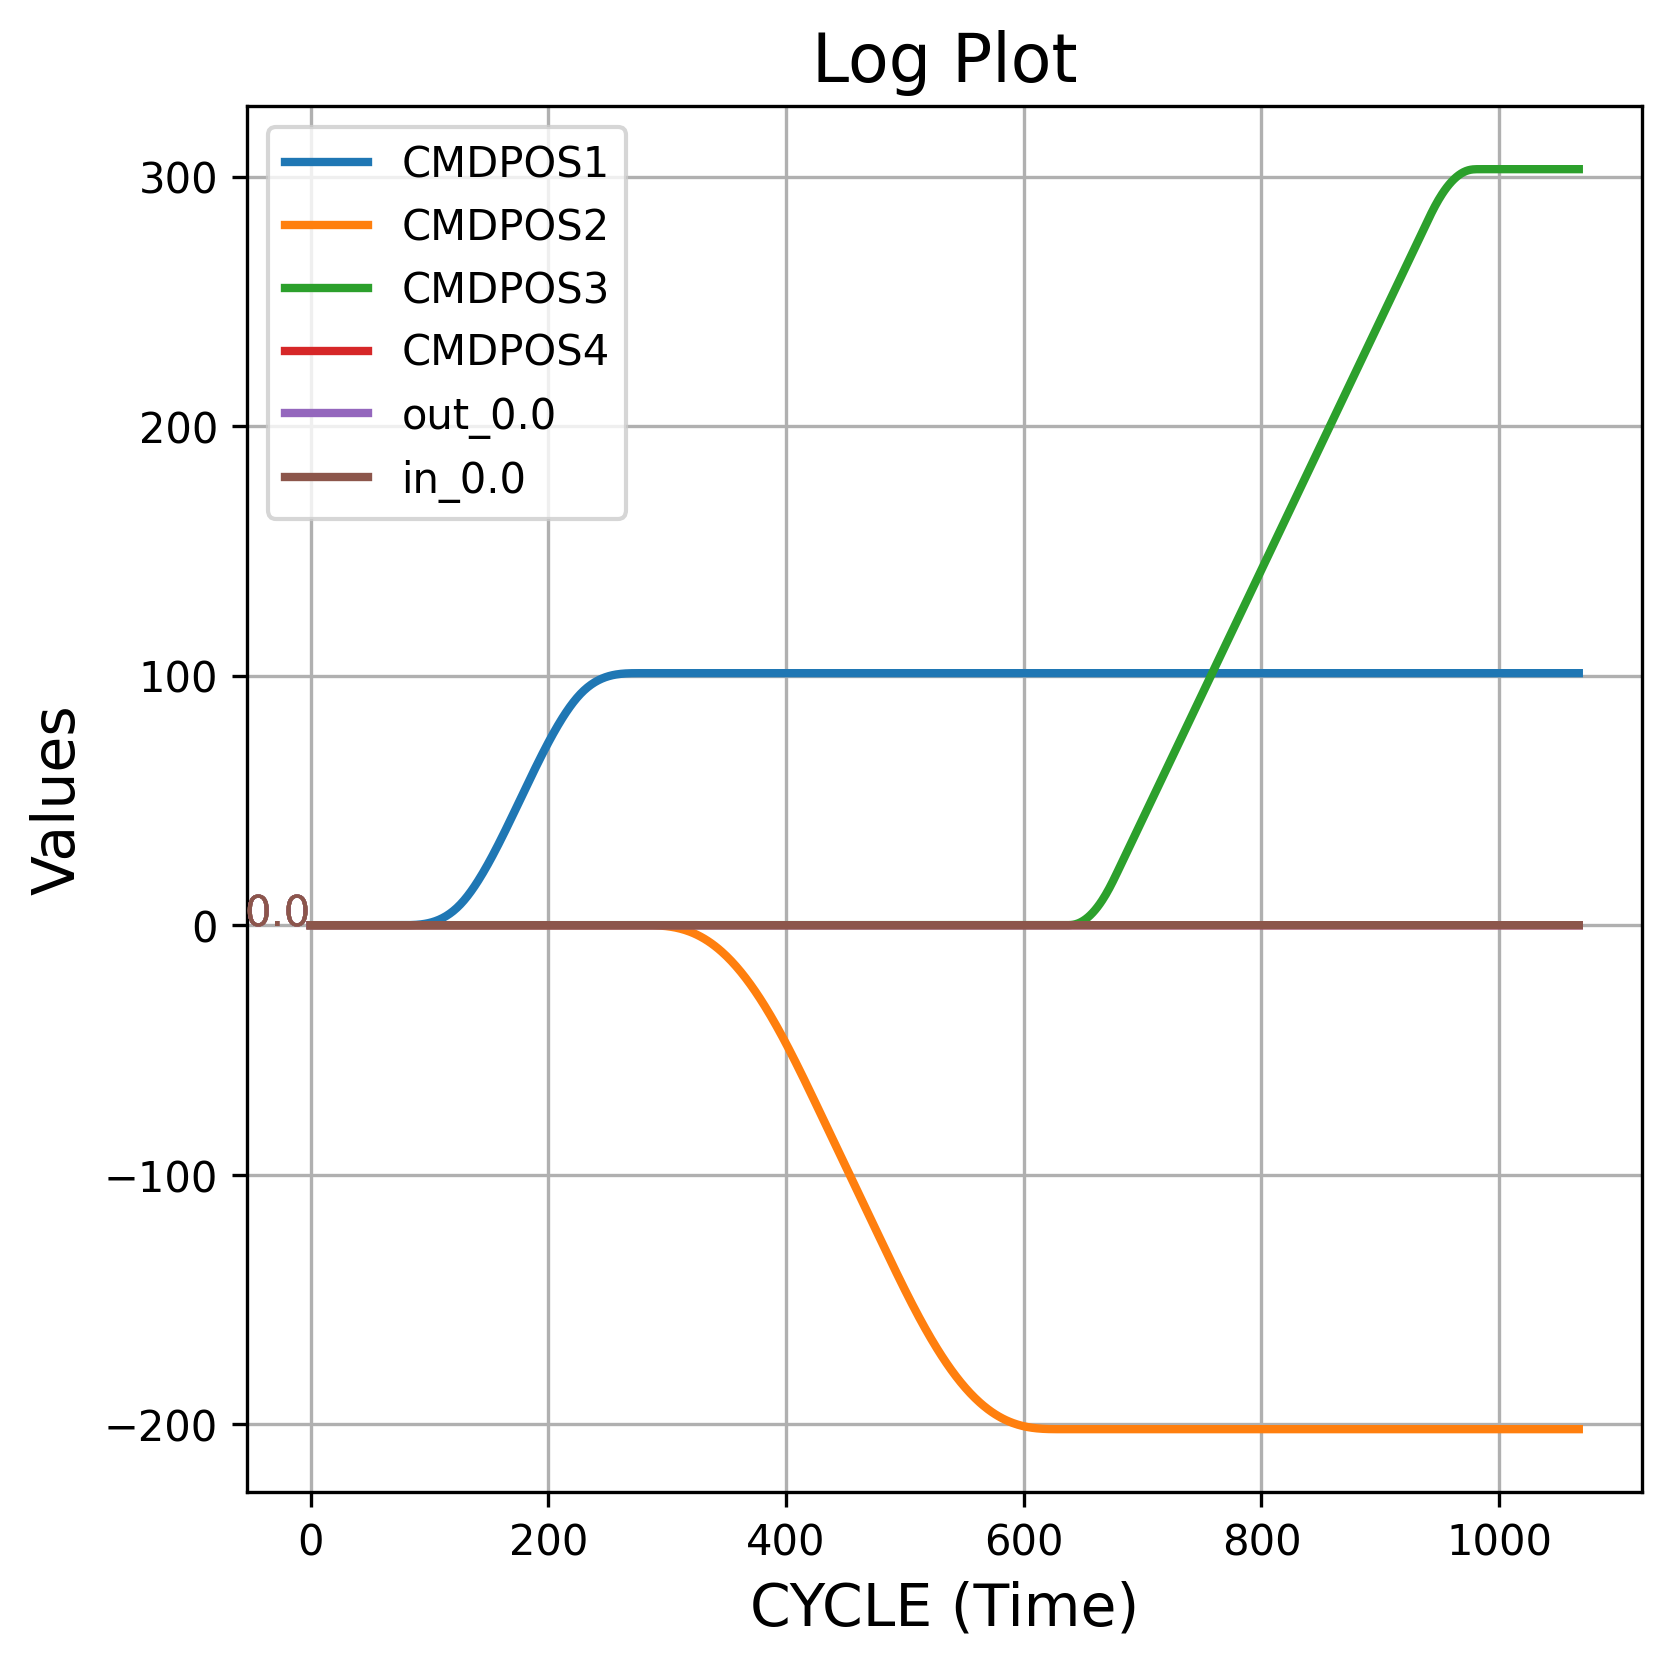 Log Plot
CMDPOS1
CMDPOS2
CMDPOS3
CMDPOS4
out_0.0
in_0.0
300
200
100
0
−100
−200
0.0
Values
0 200 400 600 800 1000
CYCLE (Time)